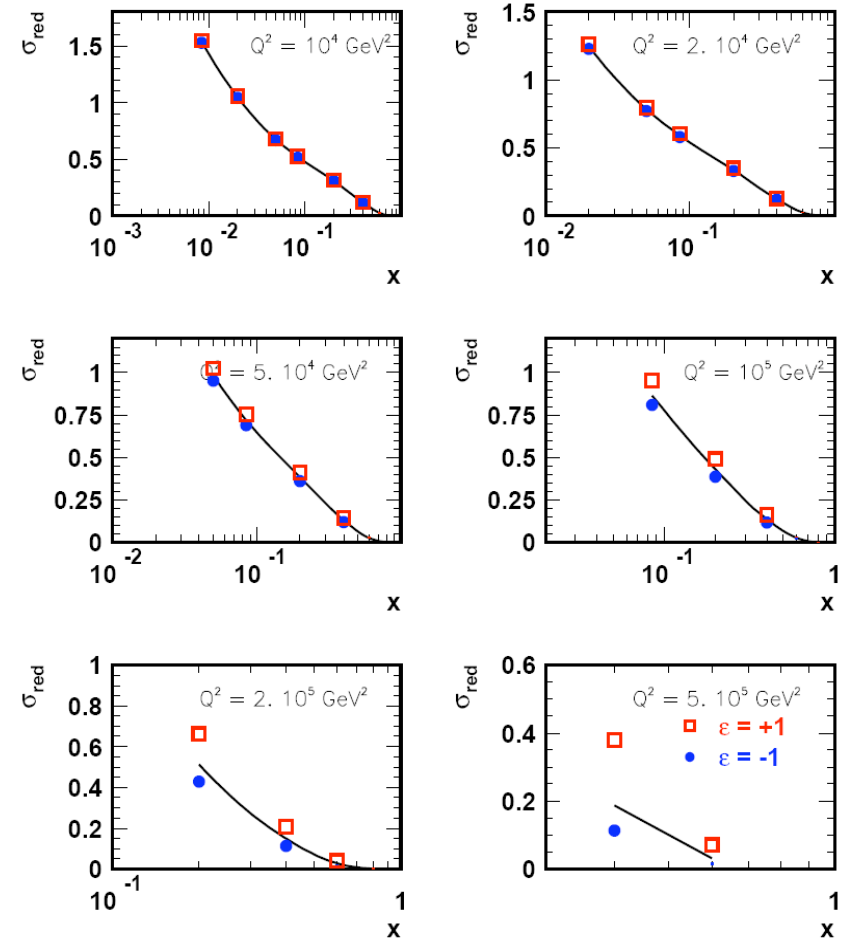 σred
Q² = 10⁴ GeV²
1.5
1
0.5
0
10⁻³ 10⁻² 10⁻¹
x
σred
Q² = 2. 10⁴ GeV²
1.5
1
0.5
0
10⁻² 10⁻¹
x
σred
Q² = 5. 10⁴ GeV²
1
0.75
0.5
0.25
0
10⁻² 10⁻¹
x
σred
Q² = 10⁵ GeV²
1
0.75
0.5
0.25
0
10⁻¹ 1
x
σred
Q² = 2. 10⁵ GeV²
1
0.8
0.6
0.4
0.2
0
10⁻¹ 1
x
σred
Q² = 5. 10⁵ GeV²
ε = +1
ε = -1
0.6
0.4
0.2
0
1
x